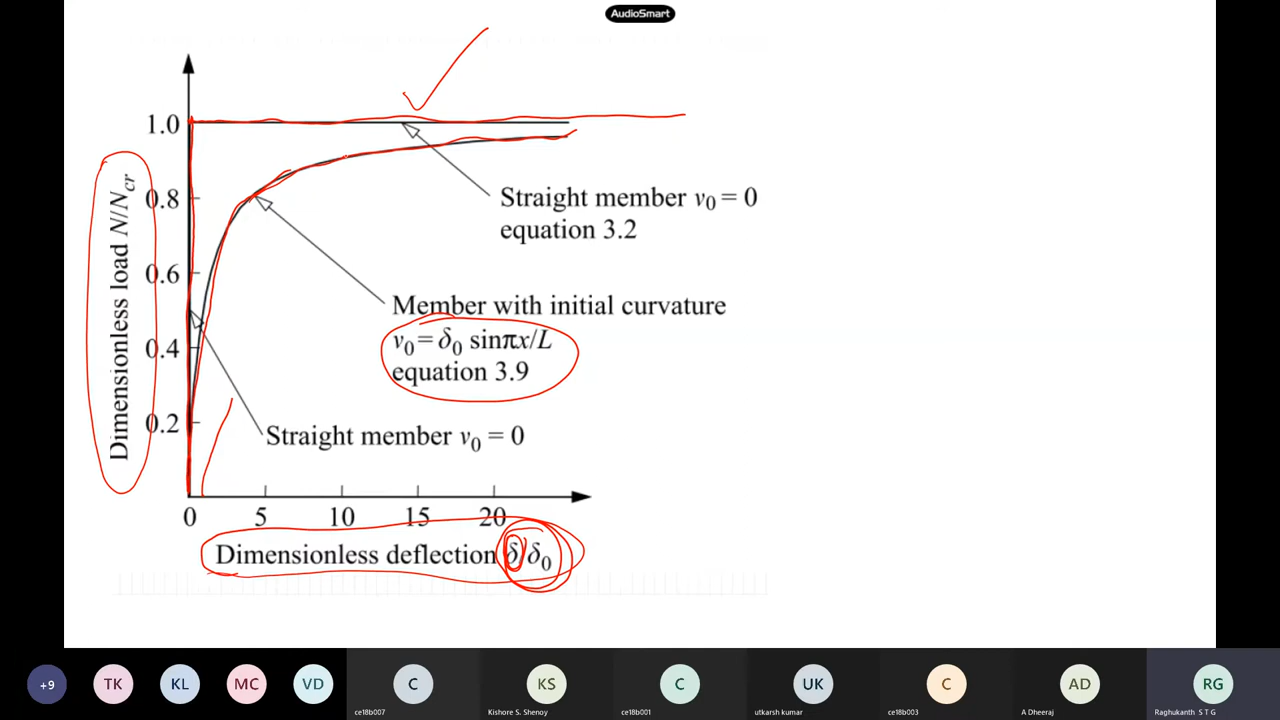 AudioSmart
1.0
0.8
0.6
0.4
0.2
Dimensionless load N/Ncr
Straight member v0 = 0
equation 3.2
Member with initial curvature
v0 = δ0 sinπx/L
equation 3.9
Straight member v0 = 0
0 5 10 15 20
Dimensionless deflection δ/δ0
+9 TK KL MC VD C KS C UK C AD RG
ce18b007 Kishore S. Shenoy ce18b001 utkarsh kumar ce18b003 A Dheeraj Raghukanth S T G